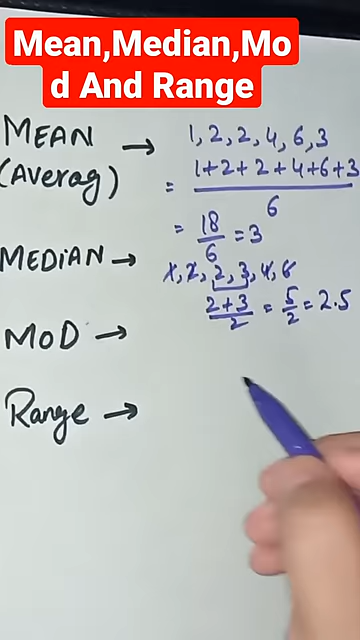 Mean,Median,Mo
d And Range
MEAN → 1, 2, 2, 4, 6, 3
(Averag) = 1+2+2+4+6+3
6
= 18/6 = 3
MEDiAN → 1, 2, 2, 3, 4, 6
2+3/2 = 5/2 = 2.5
MOD →
Range →